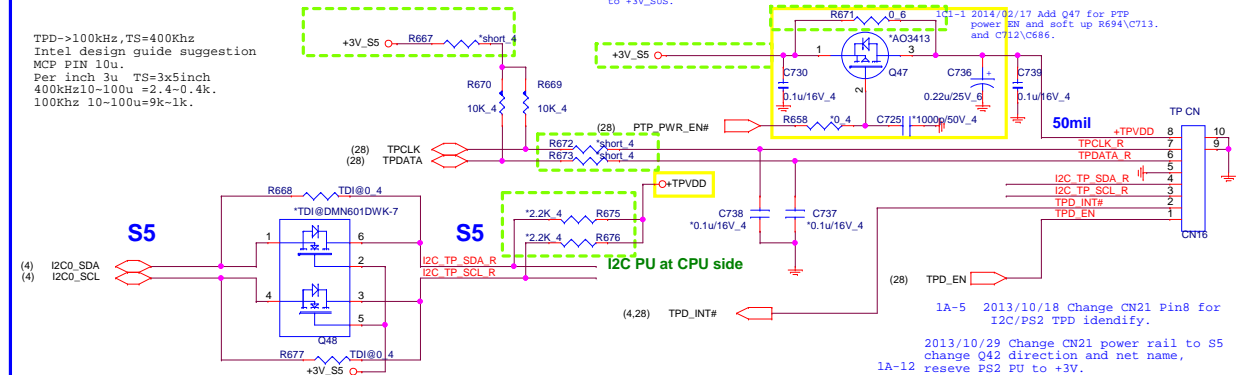 to +3V_SUS.
TPD->100kHz,TS=400Khz
Intel design guide suggestion
MCP PIN 10u.
Per inch 3u  TS=3x5inch
400kHz10~100u =2.4~0.4k.
100Khz 10~100u=9k~1k.
+3V_S5
R667
*short_4
R670
10K_4
R669
10K_4
+3V_S5
R671
0_6
1
3
2
*AO3413
Q47
C730
0.1u/16V_4
C736
+
0.22u/25V_6
C739
0.1u/16V_4
1C1-1 2014/02/17 Add Q47 for PTP
power EN and soft up R694\C713.
and C712\C686.
(28)
PTP_PWR_EN#
R658
*0_4
C725
*1000p/50V_4
50mil
(28)
TPCLK
(28)
TPDATA
R672
*short_4
R673
*short_4
TP CN
+TPVDD
8
TPCLK_R
7
TPDATA_R
6
5
I2C_TP_SDA_R
4
I2C_TP_SCL_R
3
TPD_INT#
2
TPD_EN
1
10
9
CN16
R668
TDI@0_4
*TDI@DMN601DWK-7
S5
S5
1
6
2
4
3
5
Q48
(4)
I2C0_SDA
(4)
I2C0_SCL
R677
TDI@0_4
+3V_S5
+TPVDD
*2.2K_4
R675
*2.2K_4
R676
I2C_TP_SDA_R
I2C_TP_SCL_R
I2C PU at CPU side
C738
*0.1u/16V_4
C737
*0.1u/16V_4
(28)
TPD_EN
(4,28)
TPD_INT#
1A-5  2013/10/18 Change CN21 Pin8 for
I2C/PS2 TPD idendify.
2013/10/29 Change CN21 power rail to S5
change Q42 direction and net name,
1A-12 reseve PS2 PU to +3V.